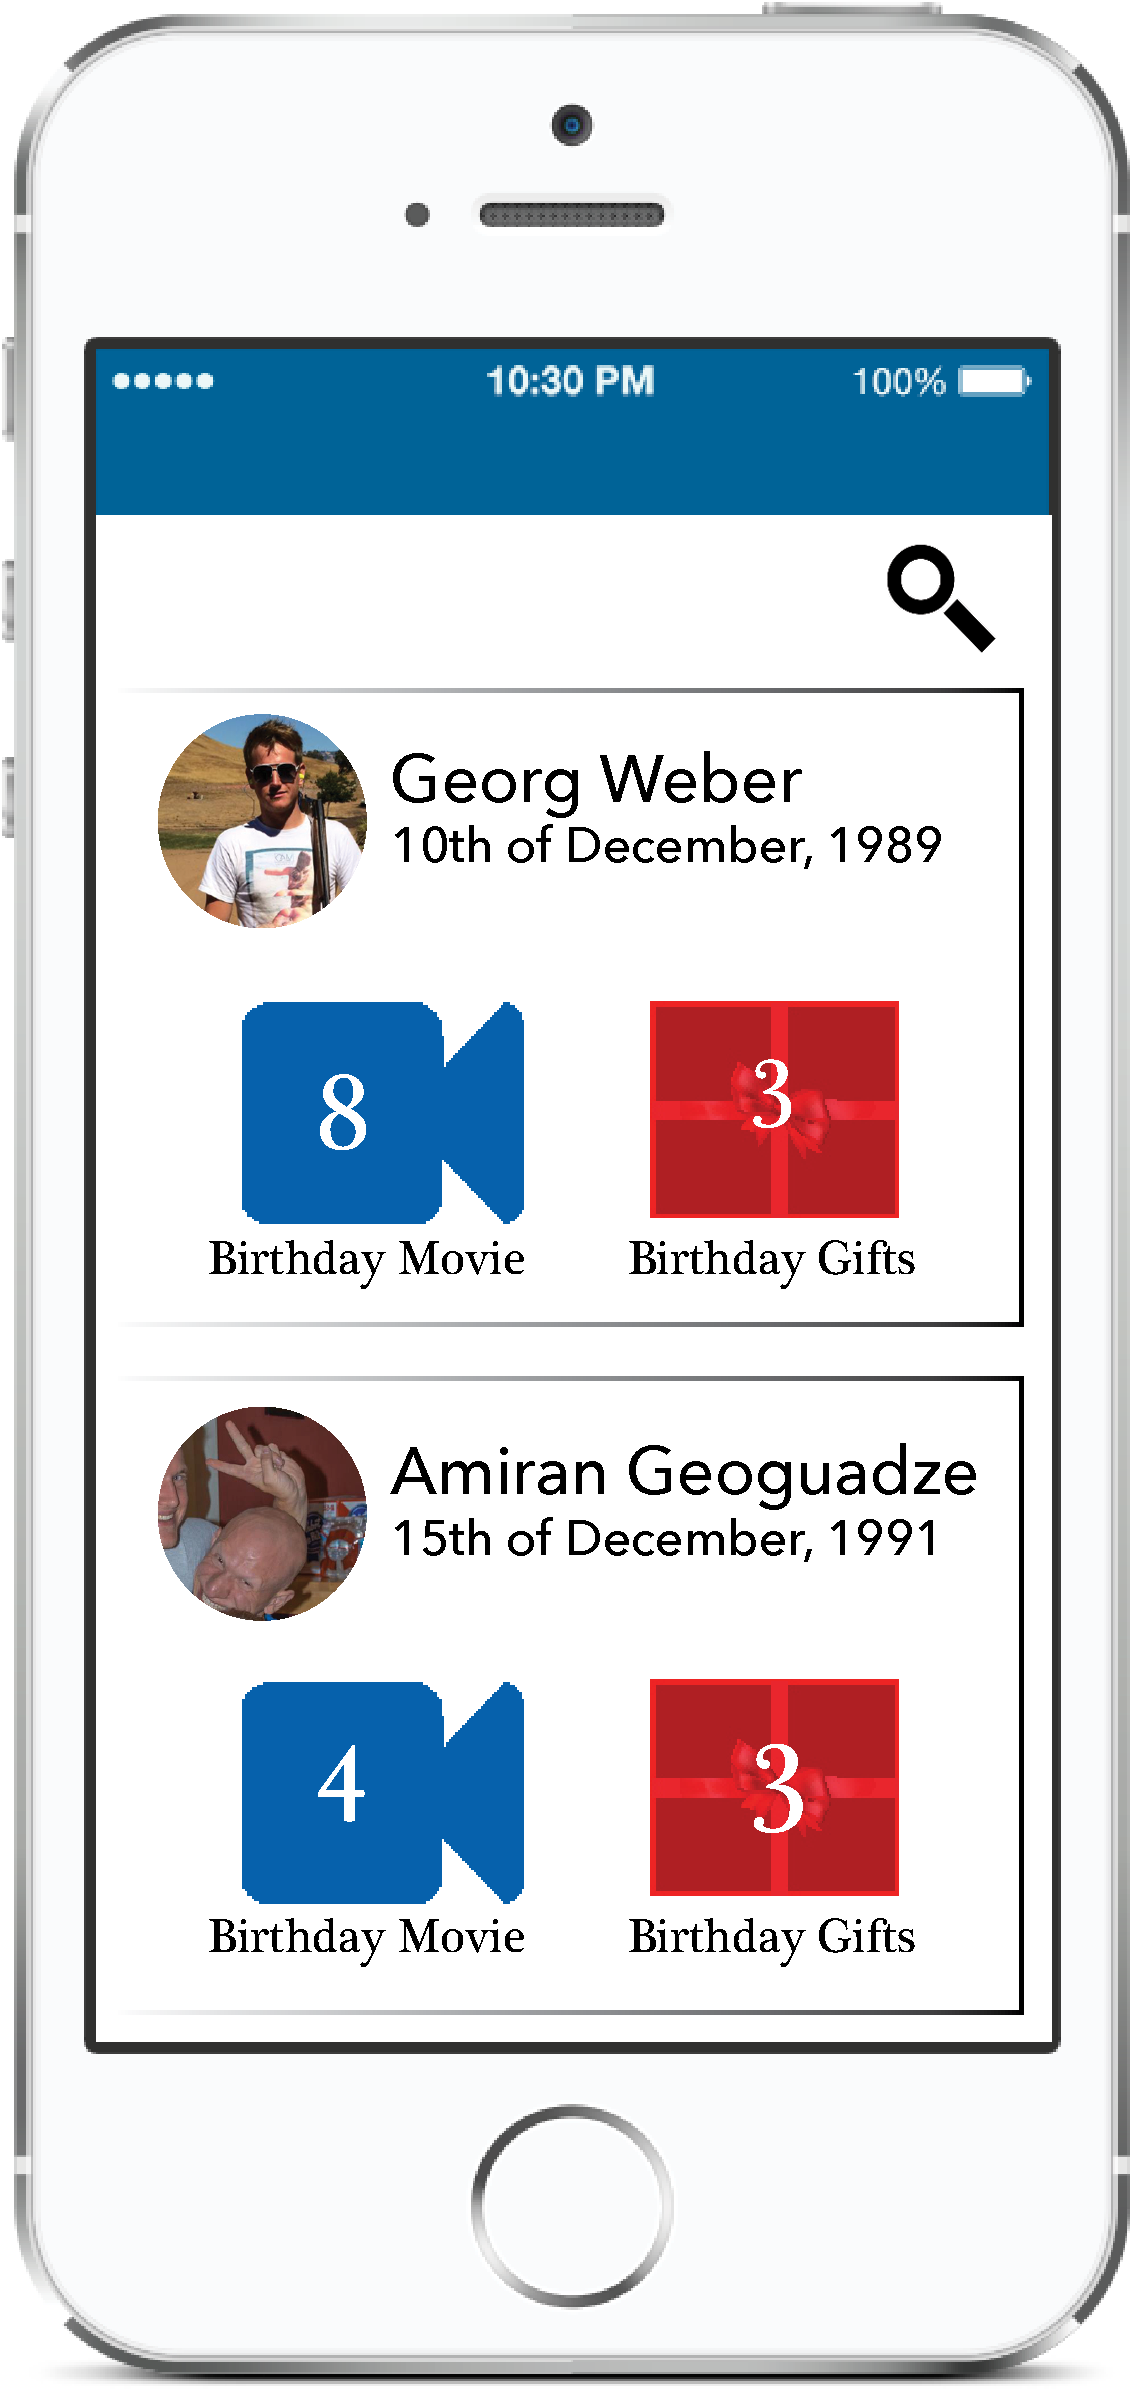 10:30 PM 100%
Georg Weber
10th of December, 1989
8 3
Birthday Movie Birthday Gifts
Amiran Geoguadze
15th of December, 1991
4 3
Birthday Movie Birthday Gifts